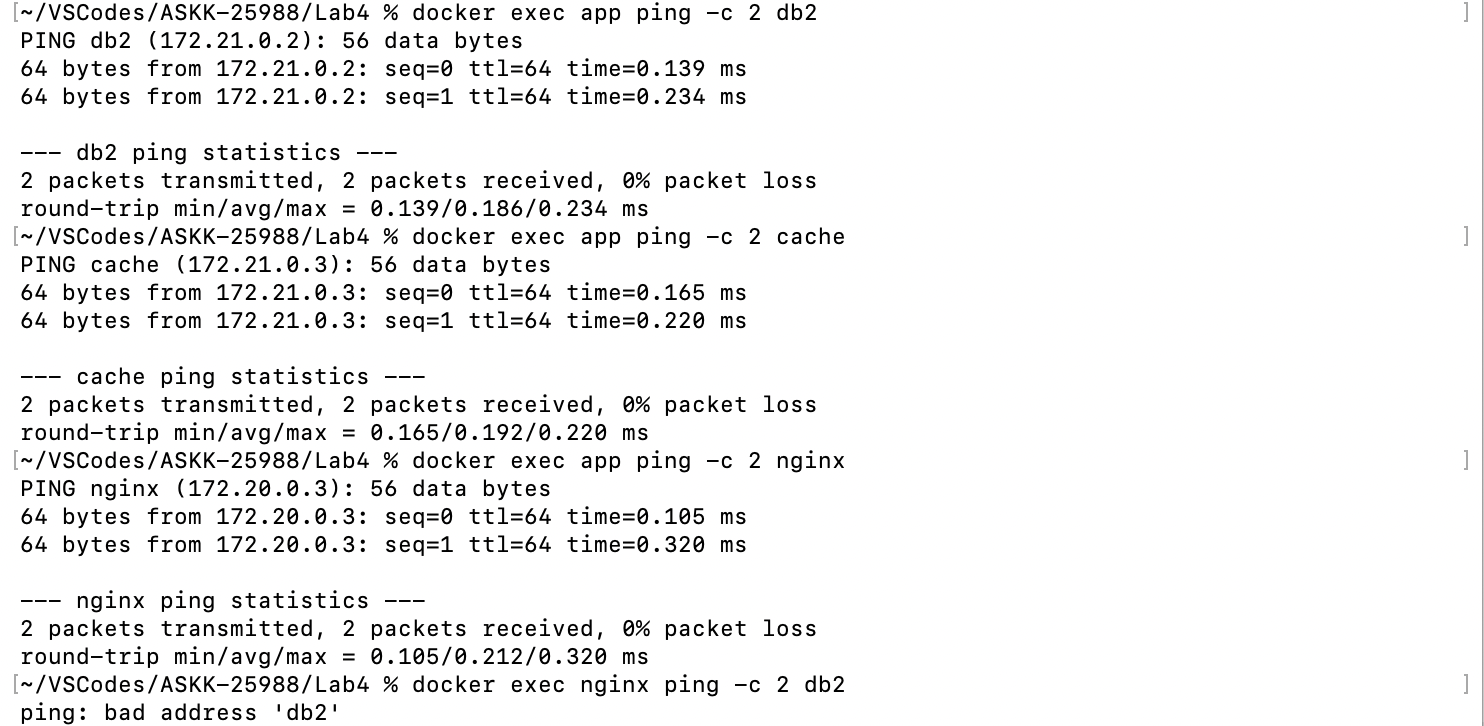 [~/VSCodes/ASKK-25988/Lab4 % docker exec app ping -c 2 db2 ]
PING db2 (172.21.0.2): 56 data bytes
64 bytes from 172.21.0.2: seq=0 ttl=64 time=0.139 ms
64 bytes from 172.21.0.2: seq=1 ttl=64 time=0.234 ms

--- db2 ping statistics ---
2 packets transmitted, 2 packets received, 0% packet loss
round-trip min/avg/max = 0.139/0.186/0.234 ms
[~/VSCodes/ASKK-25988/Lab4 % docker exec app ping -c 2 cache ]
PING cache (172.21.0.3): 56 data bytes
64 bytes from 172.21.0.3: seq=0 ttl=64 time=0.165 ms
64 bytes from 172.21.0.3: seq=1 ttl=64 time=0.220 ms

--- cache ping statistics ---
2 packets transmitted, 2 packets received, 0% packet loss
round-trip min/avg/max = 0.165/0.192/0.220 ms
[~/VSCodes/ASKK-25988/Lab4 % docker exec app ping -c 2 nginx ]
PING nginx (172.20.0.3): 56 data bytes
64 bytes from 172.20.0.3: seq=0 ttl=64 time=0.105 ms
64 bytes from 172.20.0.3: seq=1 ttl=64 time=0.320 ms

--- nginx ping statistics ---
2 packets transmitted, 2 packets received, 0% packet loss
round-trip min/avg/max = 0.105/0.212/0.320 ms
[~/VSCodes/ASKK-25988/Lab4 % docker exec nginx ping -c 2 db2 ]
ping: bad address 'db2'